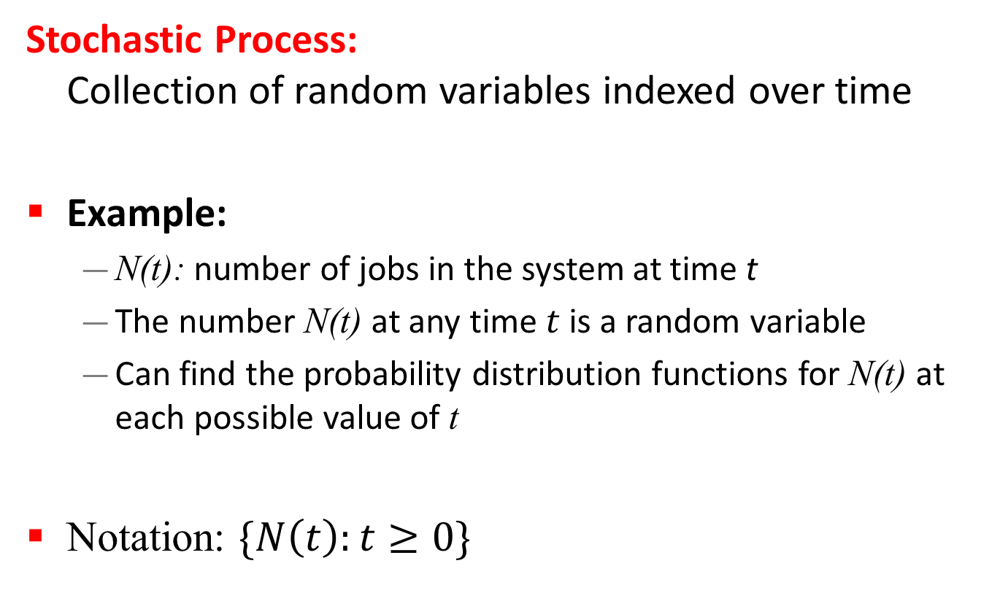 Stochastic Process:
Collection of random variables indexed over time
▪ Example:
— N(t): number of jobs in the system at time t
— The number N(t) at any time t is a random variable
— Can find the probability distribution functions for N(t) at
each possible value of t
▪ Notation: {N(t): t ≥ 0}